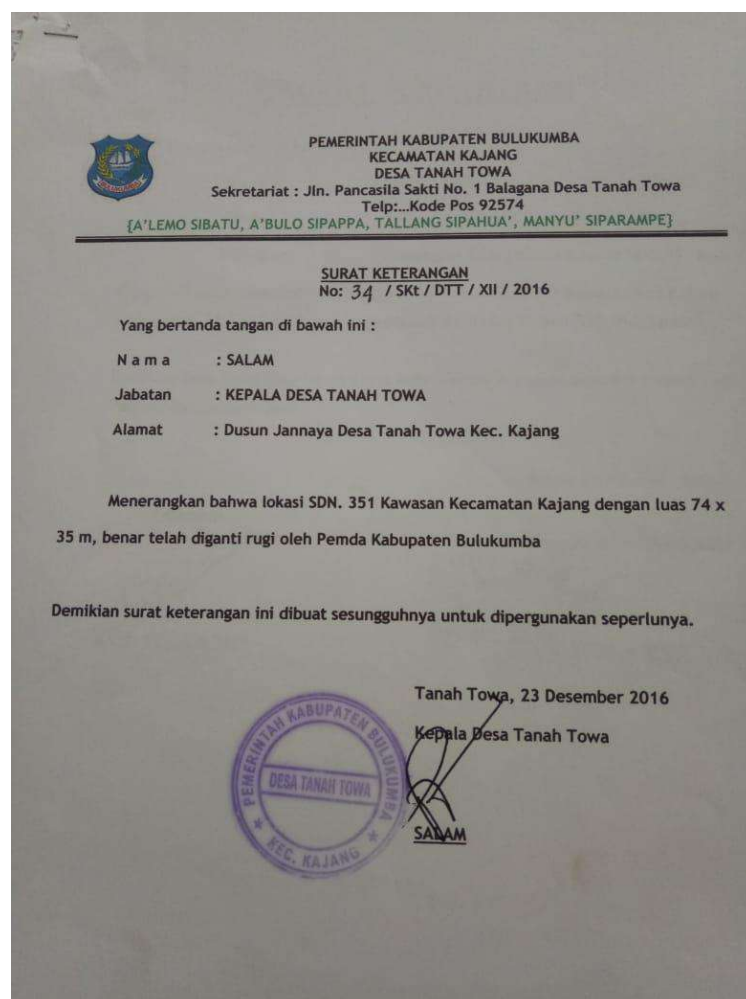 PEMERINTAH KABUPATEN BULUKUMBA
KECAMATAN KAJANG
DESA TANAH TOWA
Sekretariat : Jln. Pancasila Sakti No. 1 Balagana Desa Tanah Towa
Telp:...Kode Pos 92574
{A'LEMO SIBATU, A'BULO SIPAPPA, TALLANG SIPAHUA', MANYU' SIPARAMPE}
SURAT KETERANGAN
No: 34 / SKt / DTT / XII / 2016
Yang bertanda tangan di bawah ini :
N a m a : SALAM
Jabatan : KEPALA DESA TANAH TOWA
Alamat : Dusun Jannaya Desa Tanah Towa Kec. Kajang
Menerangkan bahwa lokasi SDN. 351 Kawasan Kecamatan Kajang dengan luas 74 x
35 m, benar telah diganti rugi oleh Pemda Kabupaten Bulukumba
Demikian surat keterangan ini dibuat sesungguhnya untuk dipergunakan seperlunya.
Tanah Towa, 23 Desember 2016
Kepala Desa Tanah Towa
PEMERINTAH KABUPATEN BULUKUMBA
DESA TANAH TOWA
KEC. KAJANG
SALAM